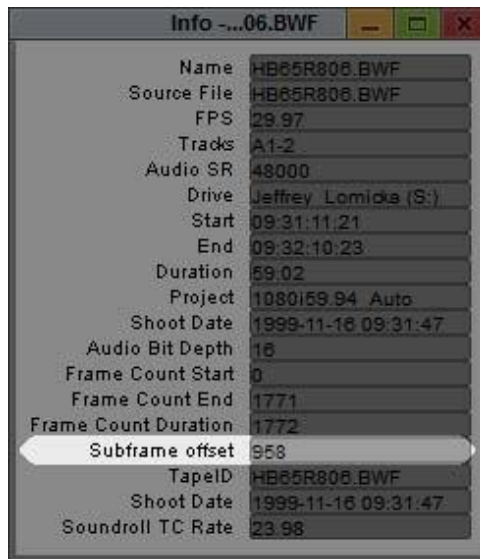 Info -...06.BWF
Name HB65R806.BWF
Source File HB65R806.BWF
FPS 29.97
Tracks A1-2
Audio SR 48000
Drive Jeffrey Lomicka (S:)
Start 09:31:11:21
End 09:32:10:23
Duration 59:02
Project 1080i59.94 Auto
Shoot Date 1999-11-16 09:31:47
Audio Bit Depth 16
Frame Count Start 0
Frame Count End 1771
Frame Count Duration 1772
Subframe offset 958
TapeID HB65R806.BWF
Shoot Date 1999-11-16 09:31:47
Soundroll TC Rate 23.98